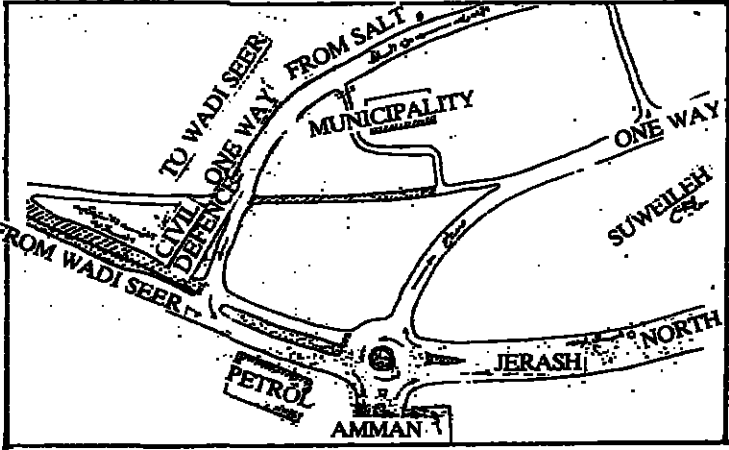 FROM SALT
TO WADI SEER
ONE WAY
MUNICIPALITY
ONE WAY
CIVIL
DEFENCE
SUWEILEH
FROM WADI SEER
NORTH
JERASH
PETROL
AMMAN